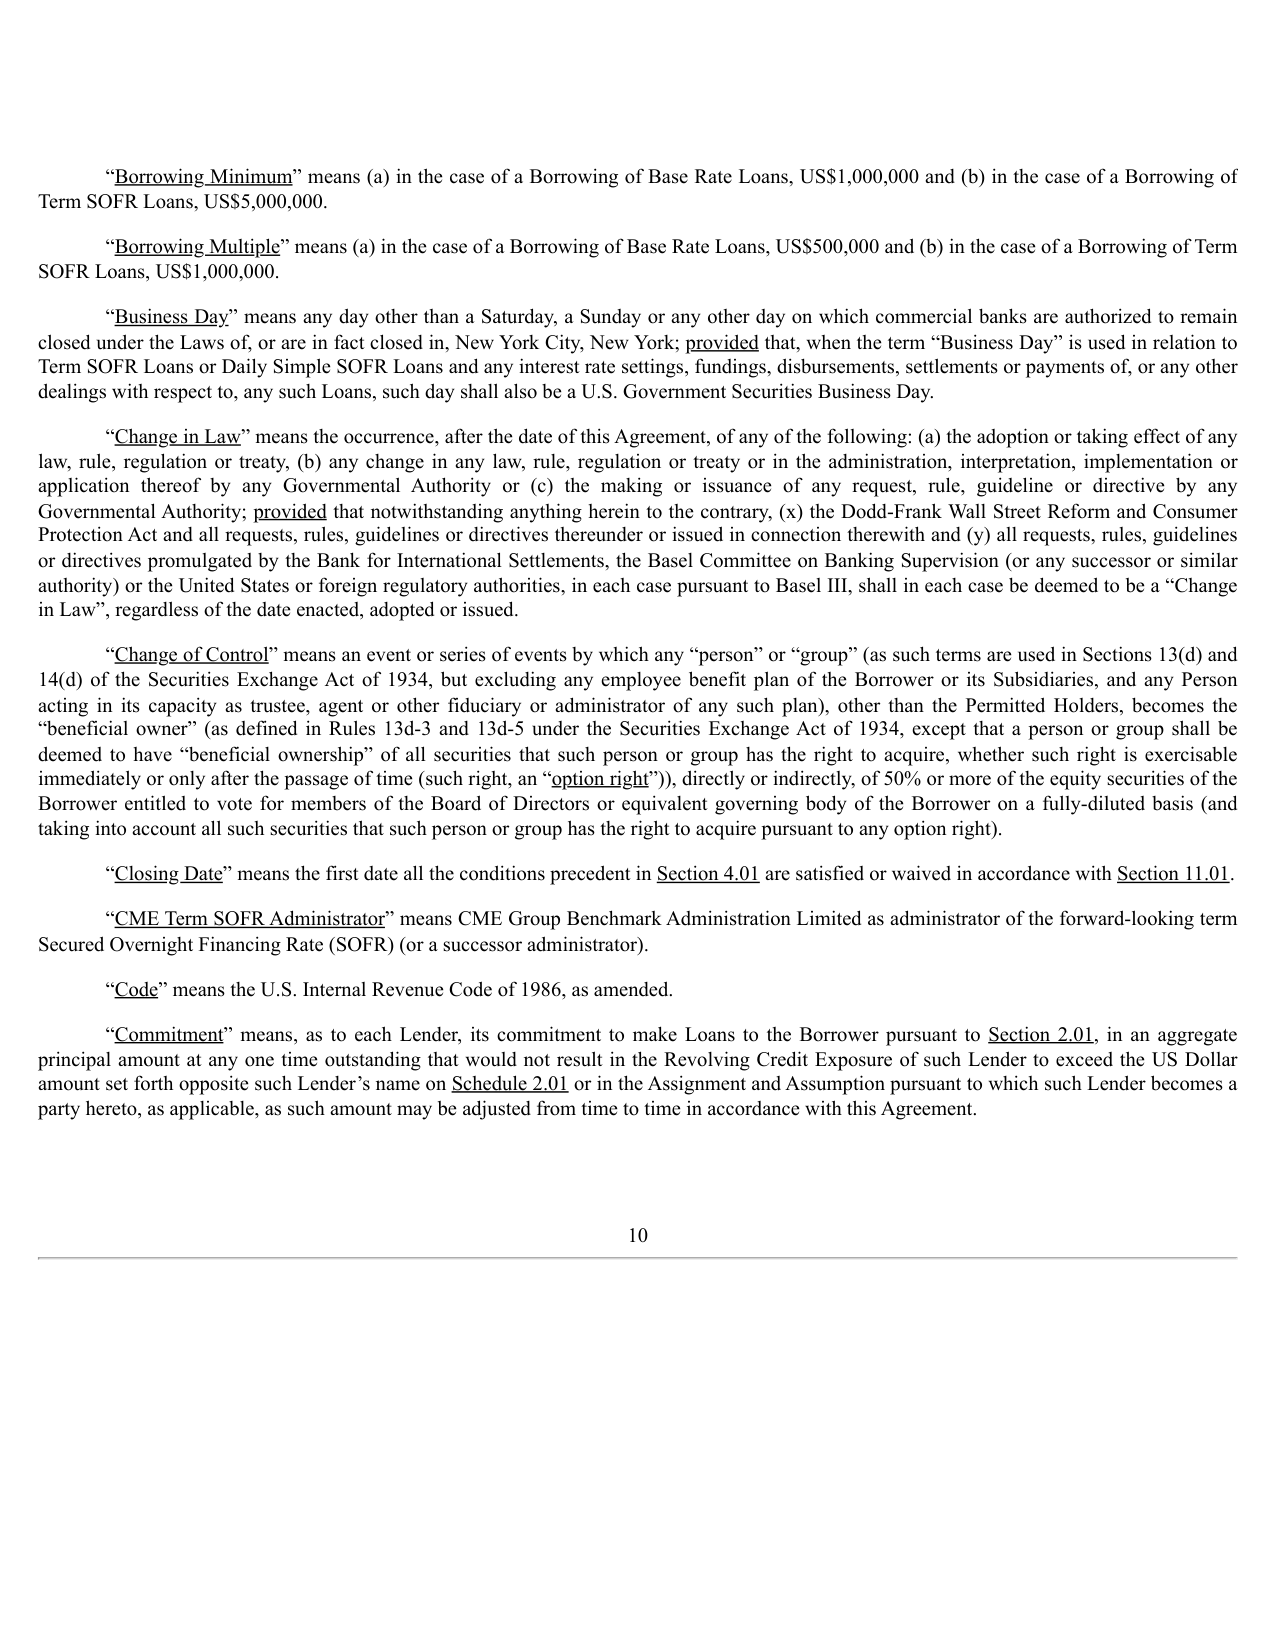 “Borrowing Minimum” means (a) in the case of a Borrowing of Base Rate Loans, US$1,000,000 and (b) in the case of a Borrowing of
Term SOFR Loans, US$5,000,000.
“Borrowing Multiple” means (a) in the case of a Borrowing of Base Rate Loans, US$500,000 and (b) in the case of a Borrowing of Term
SOFR Loans, US$1,000,000.
“Business Day” means any day other than a Saturday, a Sunday or any other day on which commercial banks are authorized to remain
closed under the Laws of, or are in fact closed in, New York City, New York; provided that, when the term “Business Day” is used in relation to
Term SOFR Loans or Daily Simple SOFR Loans and any interest rate settings, fundings, disbursements, settlements or payments of, or any other
dealings with respect to, any such Loans, such day shall also be a U.S. Government Securities Business Day.
“Change in Law” means the occurrence, after the date of this Agreement, of any of the following: (a) the adoption or taking effect of any
law, rule, regulation or treaty, (b) any change in any law, rule, regulation or treaty or in the administration, interpretation, implementation or
application thereof by any Governmental Authority or (c) the making or issuance of any request, rule, guideline or directive by any
Governmental Authority; provided that notwithstanding anything herein to the contrary, (x) the Dodd-Frank Wall Street Reform and Consumer
Protection Act and all requests, rules, guidelines or directives thereunder or issued in connection therewith and (y) all requests, rules, guidelines
or directives promulgated by the Bank for International Settlements, the Basel Committee on Banking Supervision (or any successor or similar
authority) or the United States or foreign regulatory authorities, in each case pursuant to Basel III, shall in each case be deemed to be a “Change
in Law”, regardless of the date enacted, adopted or issued.
“Change of Control” means an event or series of events by which any “person” or “group” (as such terms are used in Sections 13(d) and
14(d) of the Securities Exchange Act of 1934, but excluding any employee benefit plan of the Borrower or its Subsidiaries, and any Person
acting in its capacity as trustee, agent or other fiduciary or administrator of any such plan), other than the Permitted Holders, becomes the
“beneficial owner” (as defined in Rules 13d-3 and 13d-5 under the Securities Exchange Act of 1934, except that a person or group shall be
deemed to have “beneficial ownership” of all securities that such person or group has the right to acquire, whether such right is exercisable
immediately or only after the passage of time (such right, an “option right”)), directly or indirectly, of 50% or more of the equity securities of the
Borrower entitled to vote for members of the Board of Directors or equivalent governing body of the Borrower on a fully-diluted basis (and
taking into account all such securities that such person or group has the right to acquire pursuant to any option right).
“Closing Date” means the first date all the conditions precedent in Section 4.01 are satisfied or waived in accordance with Section 11.01.
“CME Term SOFR Administrator” means CME Group Benchmark Administration Limited as administrator of the forward-looking term
Secured Overnight Financing Rate (SOFR) (or a successor administrator).
“Code” means the U.S. Internal Revenue Code of 1986, as amended.
“Commitment” means, as to each Lender, its commitment to make Loans to the Borrower pursuant to Section 2.01, in an aggregate
principal amount at any one time outstanding that would not result in the Revolving Credit Exposure of such Lender to exceed the US Dollar
amount set forth opposite such Lender’s name on Schedule 2.01 or in the Assignment and Assumption pursuant to which such Lender becomes a
party hereto, as applicable, as such amount may be adjusted from time to time in accordance with this Agreement.
10